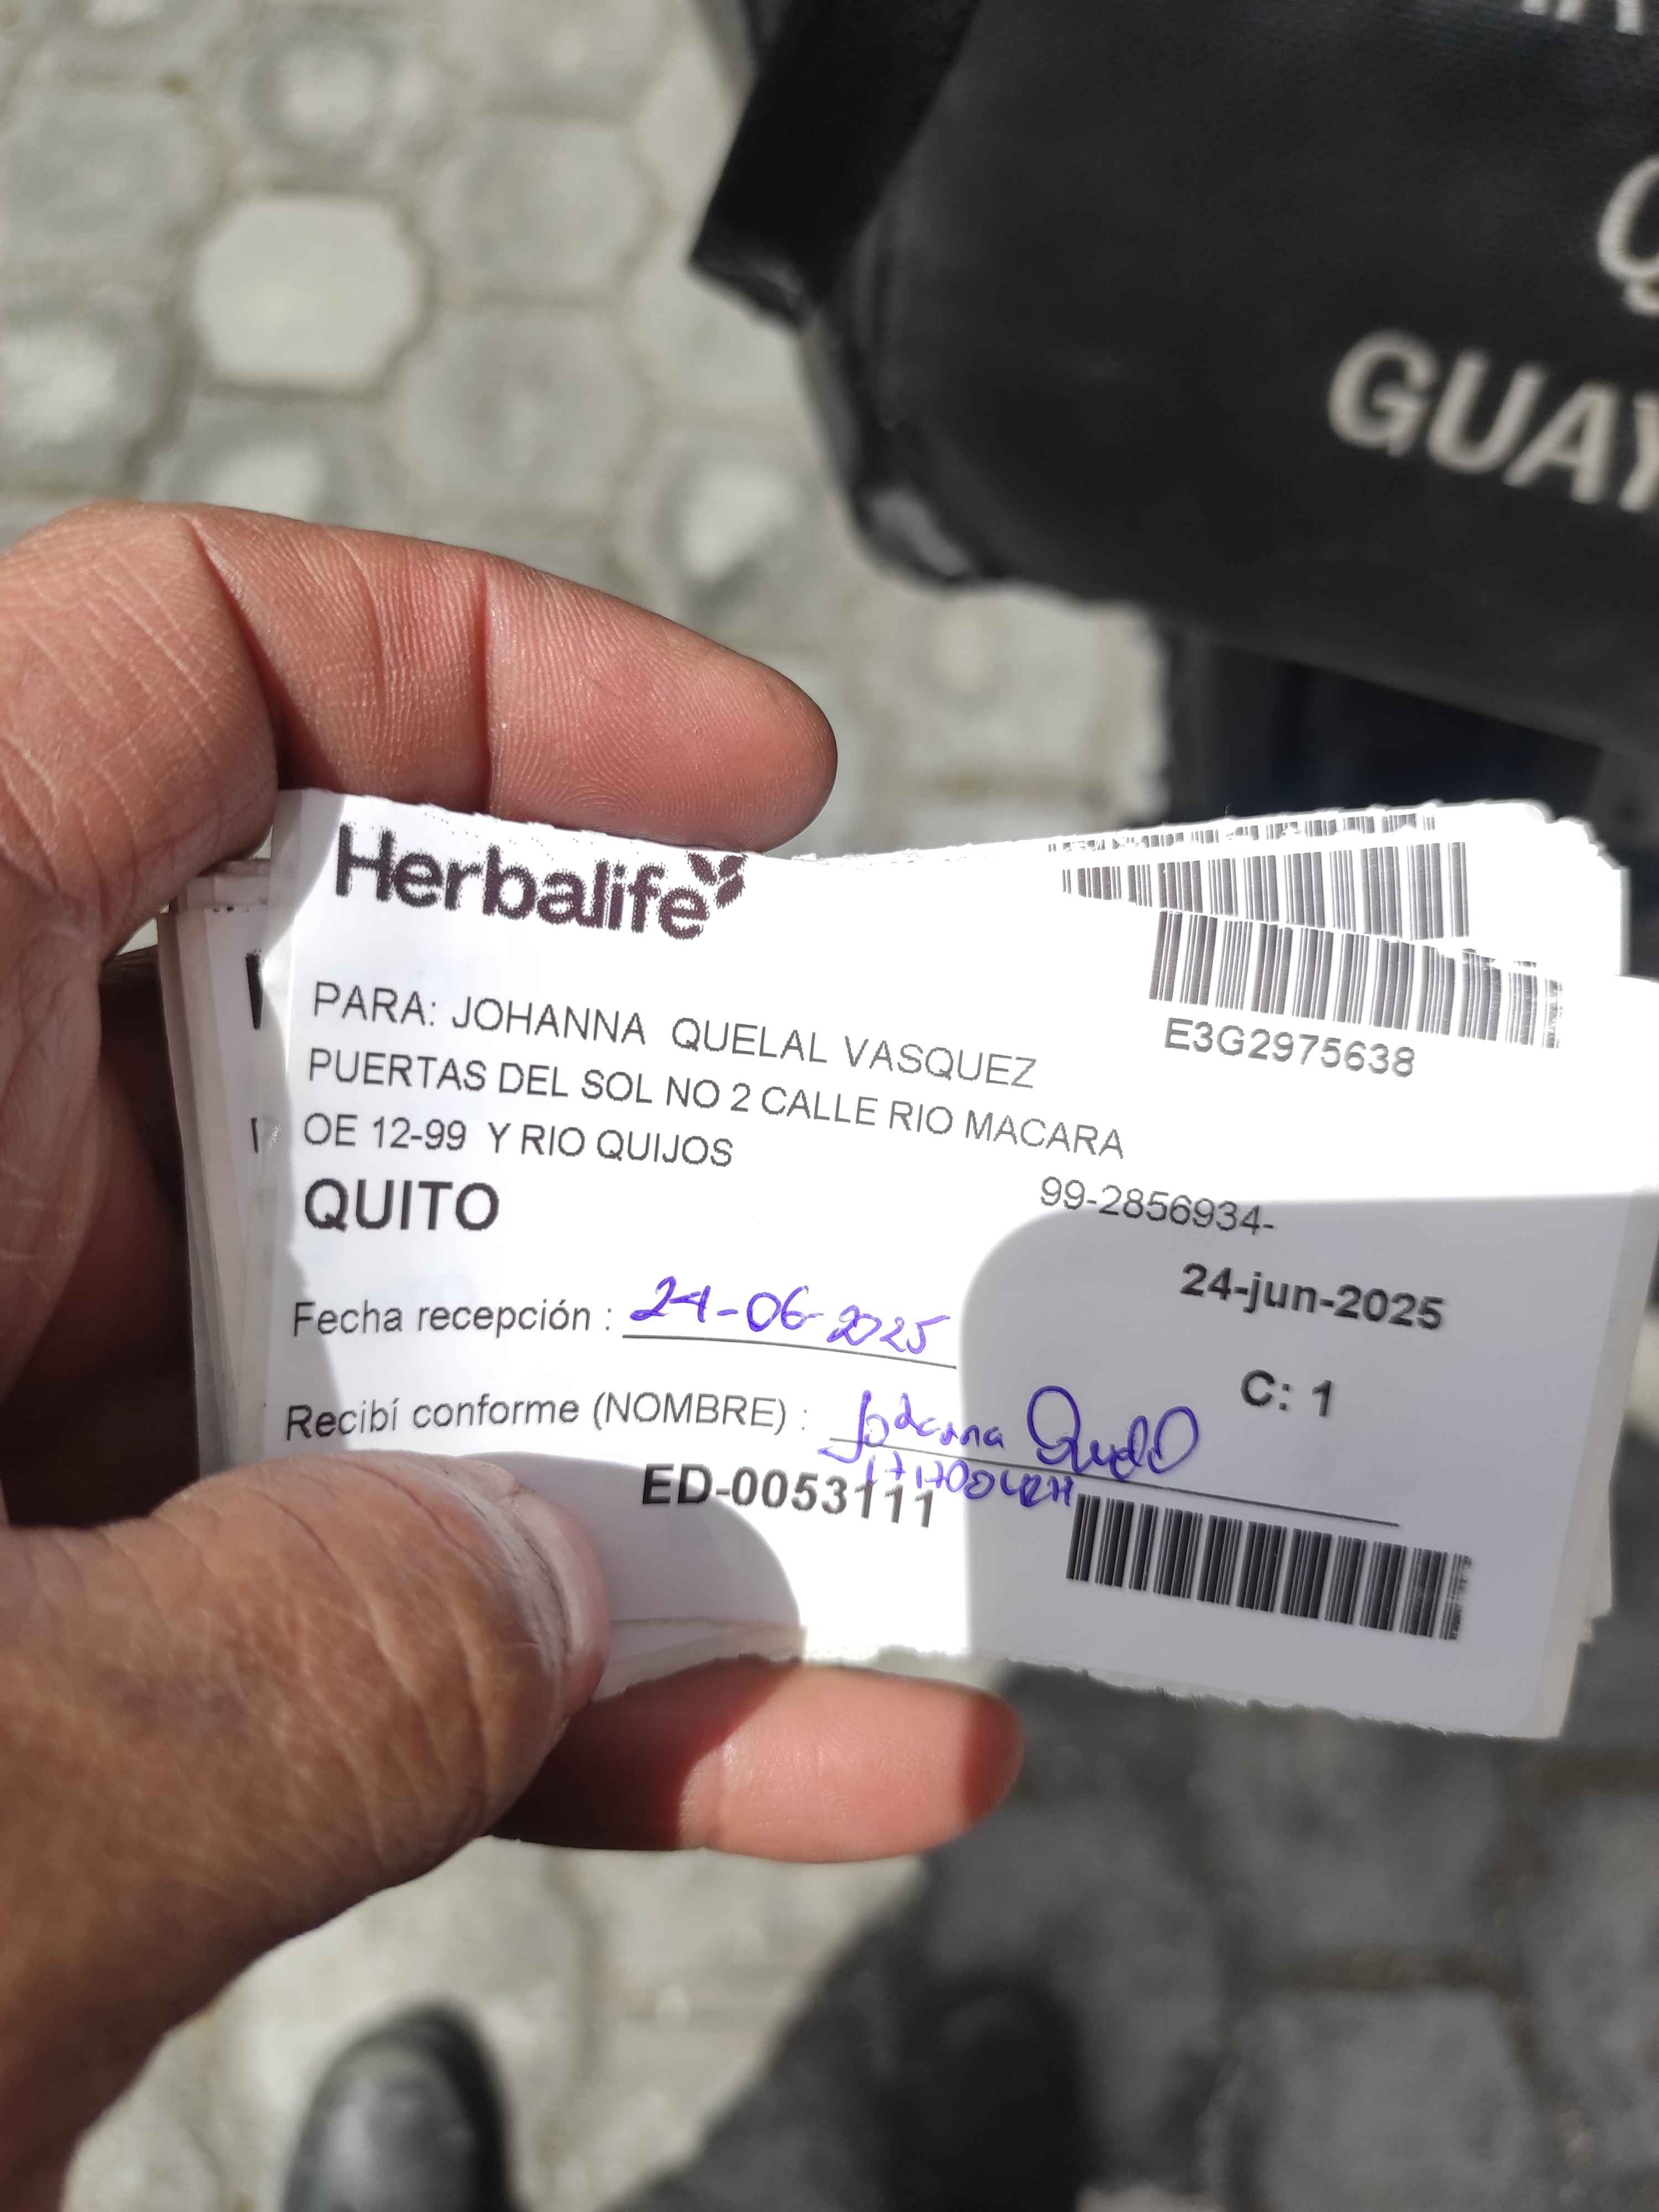 GUAY
Herbalife
E3G2975638
PARA: JOHANNA QUELAL VASQUEZ
PUERTAS DEL SOL NO 2 CALLE RIO MACARA
OE 12-99 Y RIO QUIJOS
QUITO
99-2856934-
24-jun-2025
Fecha recepción : 24-06-2025
C: 1
Recibí conforme (NOMBRE) : Johanna
ED-0053111